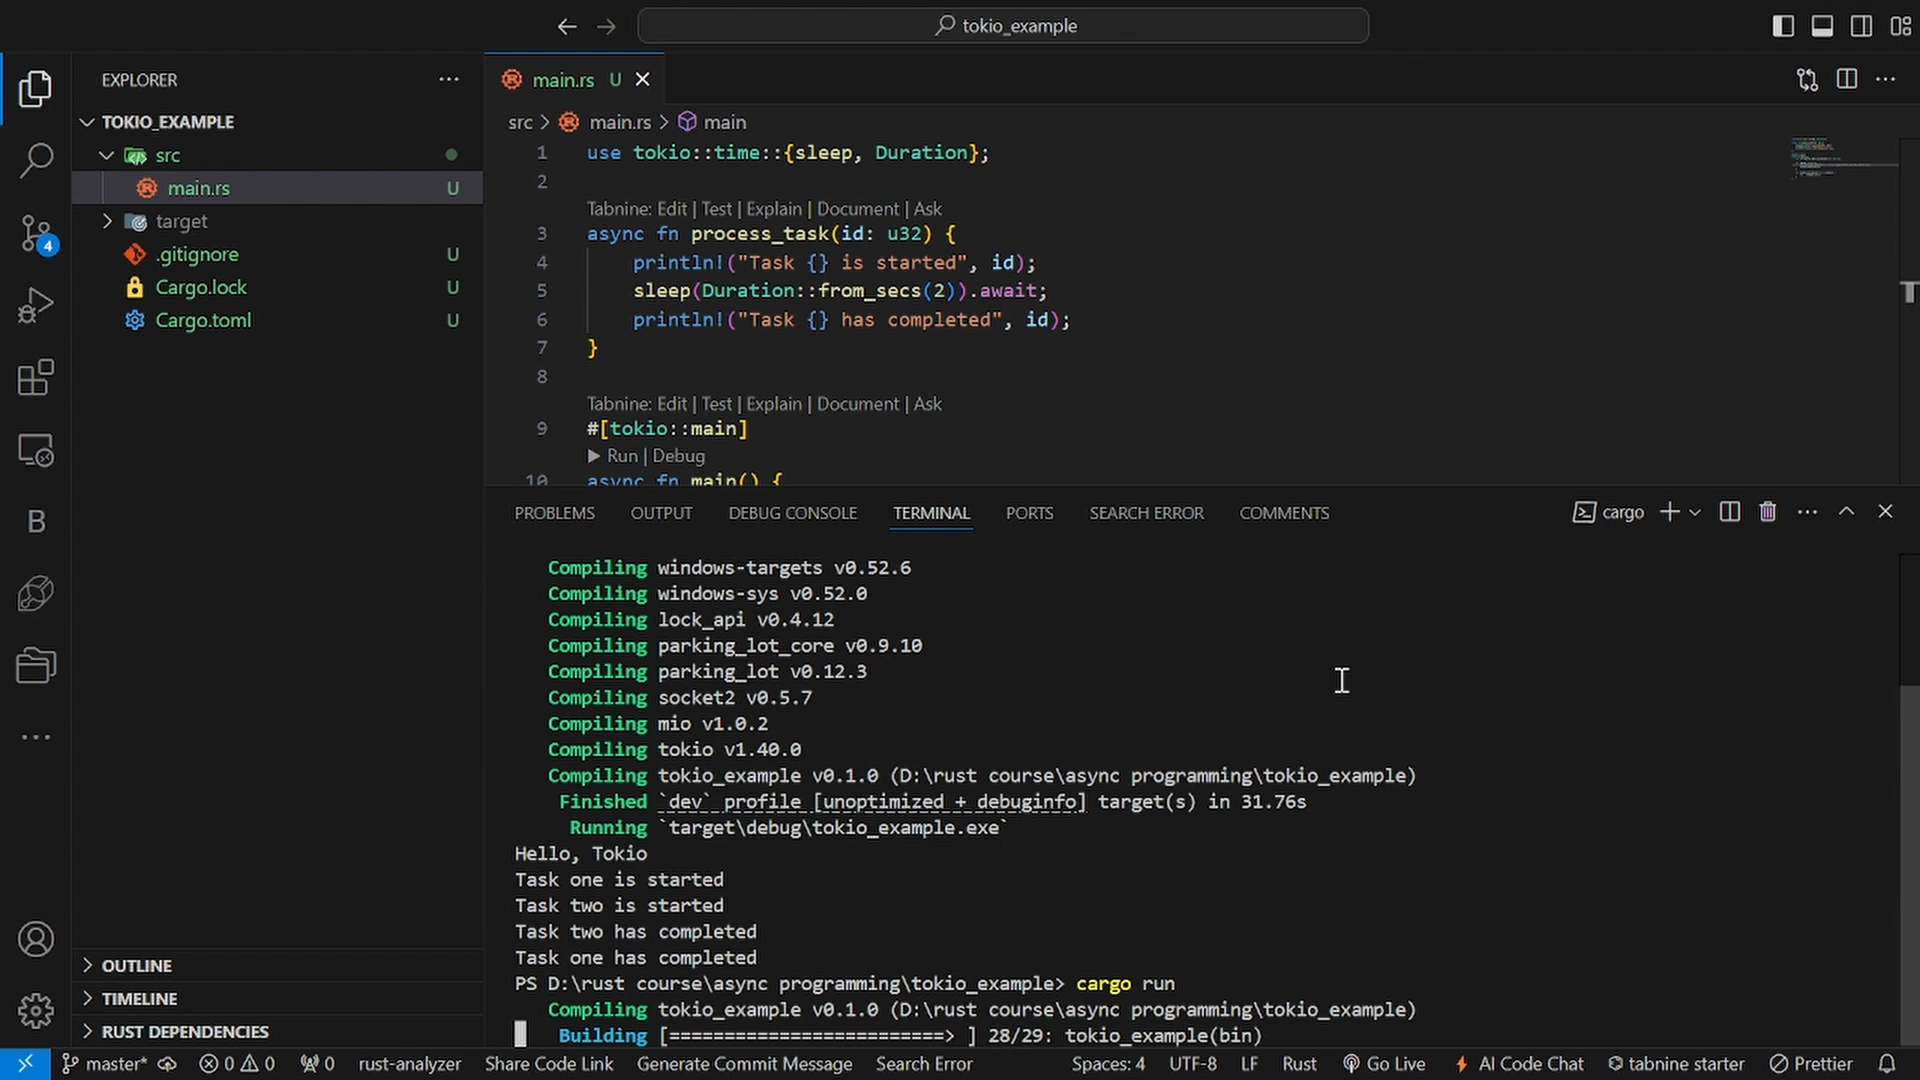 tokio_example
EXPLORER
TOKIO_EXAMPLE
src
main.rs U
target
.gitignore U
Cargo.lock U
Cargo.toml U
OUTLINE
TIMELINE
RUST DEPENDENCIES
4
B
main.rs U
src > main.rs > main
1 use tokio::time::{sleep, Duration};
2
Tabnine: Edit | Test | Explain | Document | Ask
3 async fn process_task(id: u32) {
4 println!("Task {} is started", id);
5 sleep(Duration::from_secs(2)).await;
6 println!("Task {} has completed", id);
7 }
8
Tabnine: Edit | Test | Explain | Document | Ask
9 #[tokio::main]
Run | Debug
10 async fn main() {
PROBLEMS OUTPUT DEBUG CONSOLE TERMINAL PORTS SEARCH ERROR COMMENTS cargo
Compiling windows-targets v0.52.6
Compiling windows-sys v0.52.0
Compiling lock_api v0.4.12
Compiling parking_lot_core v0.9.10
Compiling parking_lot v0.12.3
Compiling socket2 v0.5.7
Compiling mio v1.0.2
Compiling tokio v1.40.0
Compiling tokio_example v0.1.0 (D:\rust course\async programming\tokio_example)
Finished `dev` profile [unoptimized + debuginfo] target(s) in 31.76s
Running `target\debug\tokio_example.exe`
Hello, Tokio
Task one is started
Task two is started
Task two has completed
Task one has completed
PS D:\rust course\async programming\tokio_example> cargo run
Compiling tokio_example v0.1.0 (D:\rust course\async programming\tokio_example)
Building [=========================> ] 28/29: tokio_example(bin)
master* 0 0 0 rust-analyzer Share Code Link Generate Commit Message Search Error Spaces: 4 UTF-8 LF Rust Go Live AI Code Chat tabnine starter Prettier